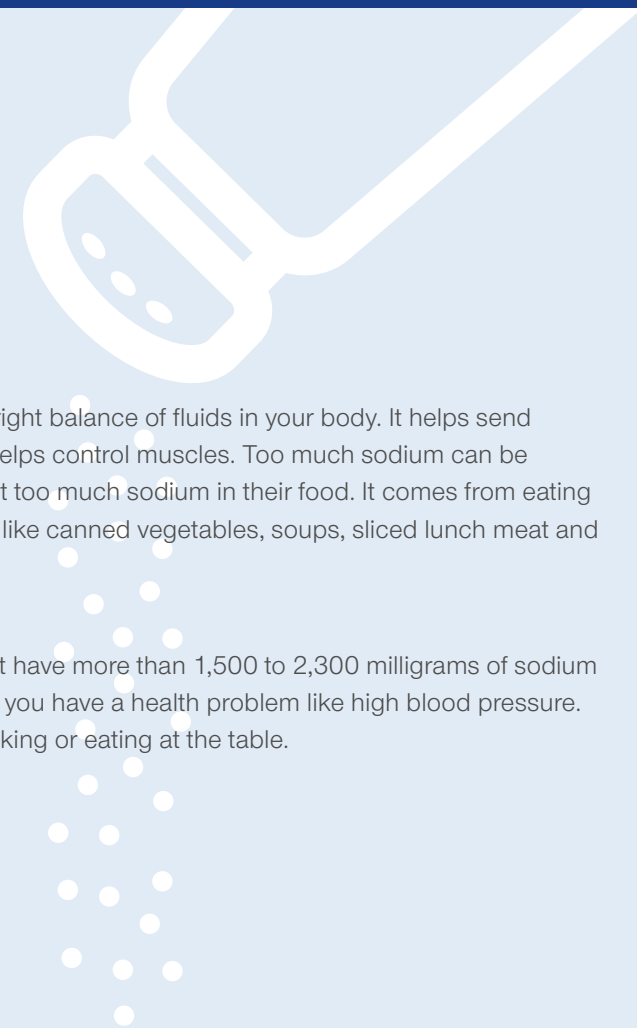 right balance of fluids in your body. It helps send
elps control muscles. Too much sodium can be
t too much sodium in their food. It comes from eating
like canned vegetables, soups, sliced lunch meat and
t have more than 1,500 to 2,300 milligrams of sodium
you have a health problem like high blood pressure.
king or eating at the table.